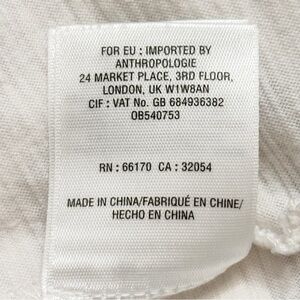 FOR EU : IMPORTED BY
ANTHROPOLOGIE
24 MARKET PLACE, 3RD FLOOR,
LONDON, UK W1W8AN
CIF : VAT No. GB 684936382
OB540753
RN : 66170 CA : 32054
MADE IN CHINA/FABRIQUÉ EN CHINE/
HECHO EN CHINA